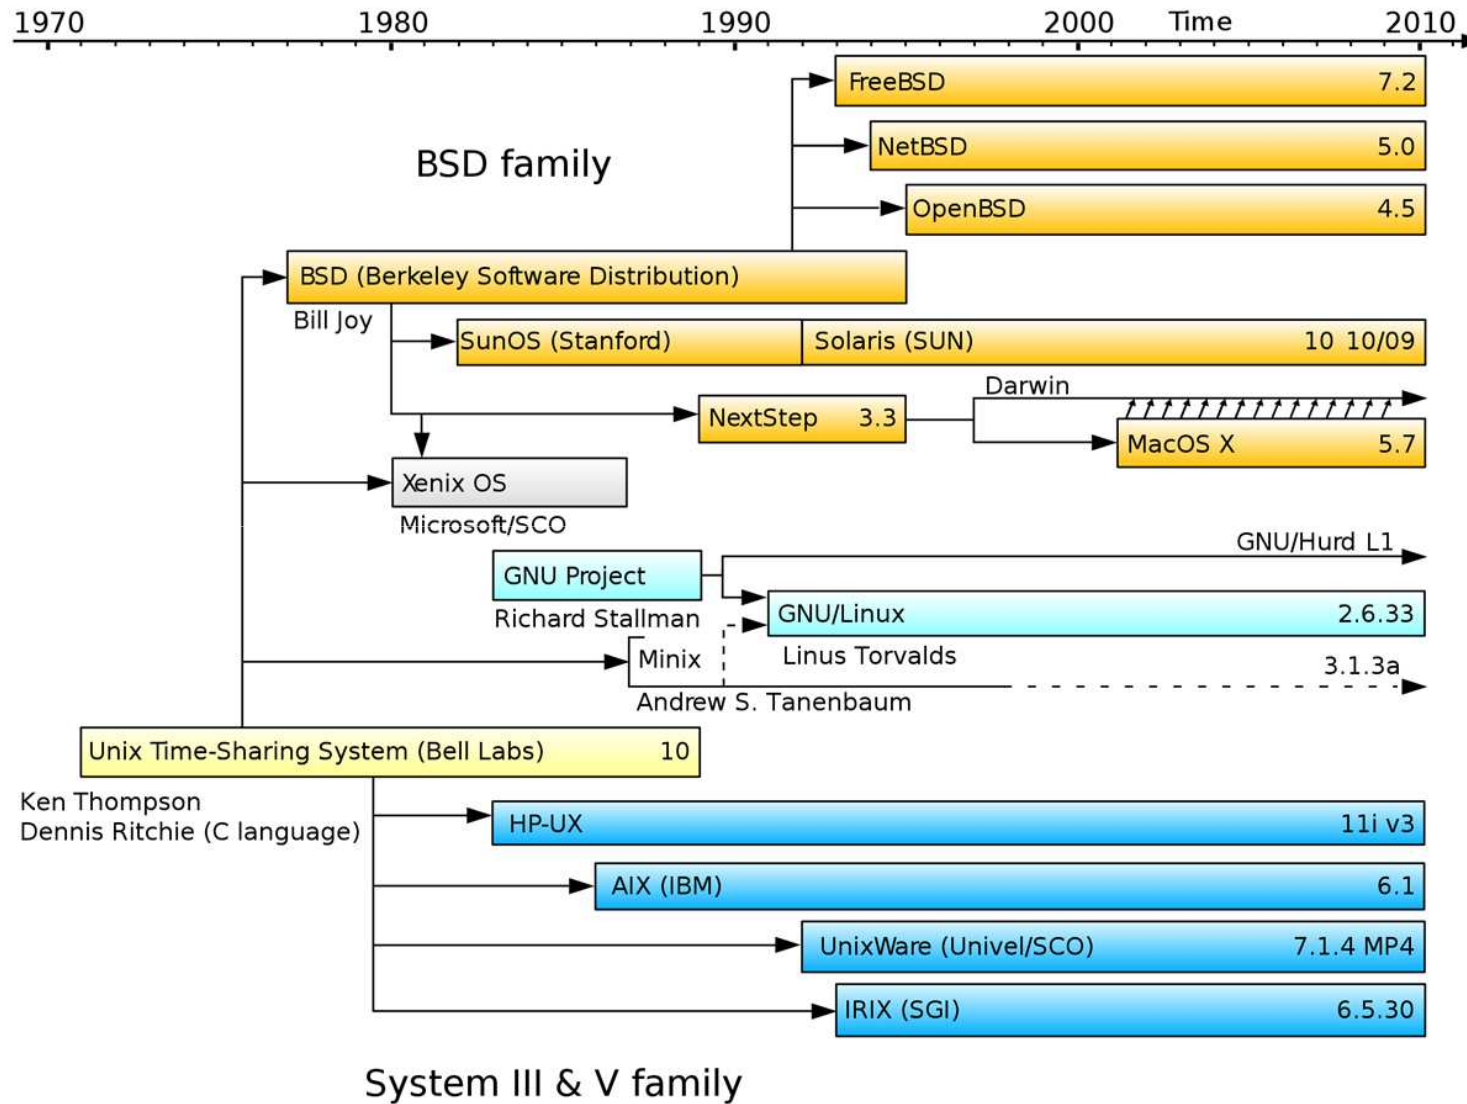 1970 1980 1990 2000 Time 2010
FreeBSD 7.2
BSD family
NetBSD 5.0
OpenBSD 4.5
BSD (Berkeley Software Distribution)
Bill Joy
SunOS (Stanford) Solaris (SUN) 10 10/09
Darwin
NextStep 3.3
MacOS X 5.7
Xenix OS
Microsoft/SCO
GNU/Hurd L1
GNU Project
Richard Stallman
GNU/Linux 2.6.33
Linus Torvalds
Minix
3.1.3a
Andrew S. Tanenbaum
Unix Time-Sharing System (Bell Labs) 10
Ken Thompson
Dennis Ritchie (C language)
HP-UX 11i v3
AIX (IBM) 6.1
UnixWare (Univel/SCO) 7.1.4 MP4
IRIX (SGI) 6.5.30
System III & V family